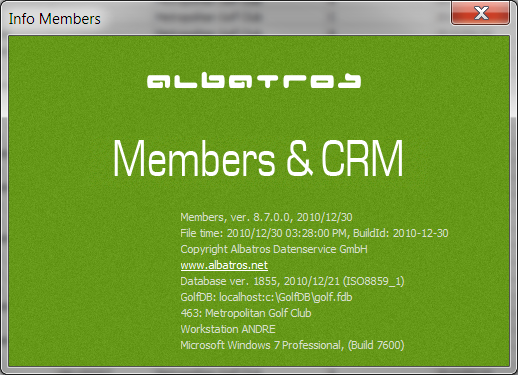 Info Members
albatros
Members & CRM
Members, ver. 8.7.0.0, 2010/12/30
File time: 2010/12/30 03:28:00 PM, BuildId: 2010-12-30
Copyright Albatros Datenservice GmbH
www.albatros.net
Database ver. 1855, 2010/12/21 (ISO8859_1)
GolfDB: localhost:c:\GolfDB\golf.fdb
463: Metropolitan Golf Club
Workstation ANDRE
Microsoft Windows 7 Professional, (Build 7600)